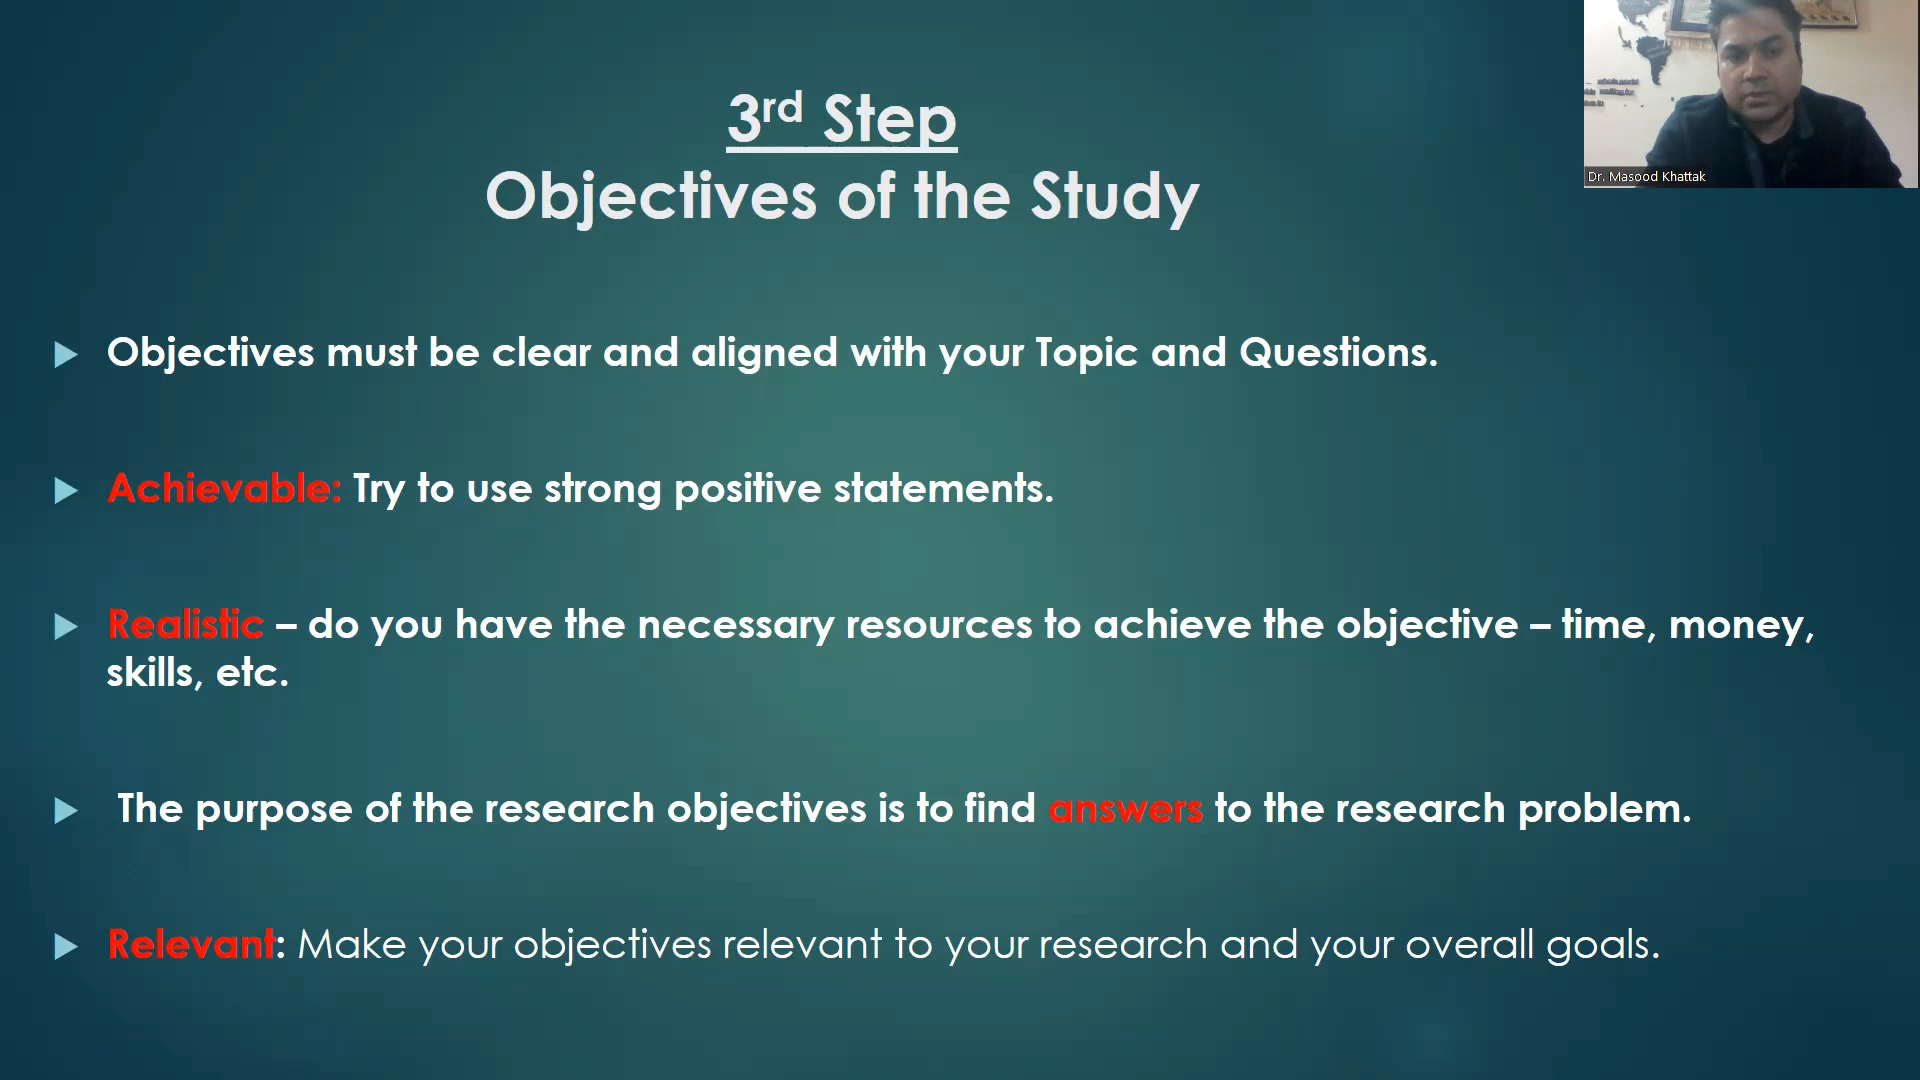 3rd Step
Objectives of the Study
Objectives must be clear and aligned with your Topic and Questions.
Achievable: Try to use strong positive statements.
Realistic – do you have the necessary resources to achieve the objective – time, money,
skills, etc.
The purpose of the research objectives is to find answers to the research problem.
Relevant: Make your objectives relevant to your research and your overall goals.
Dr. Masood Khattak